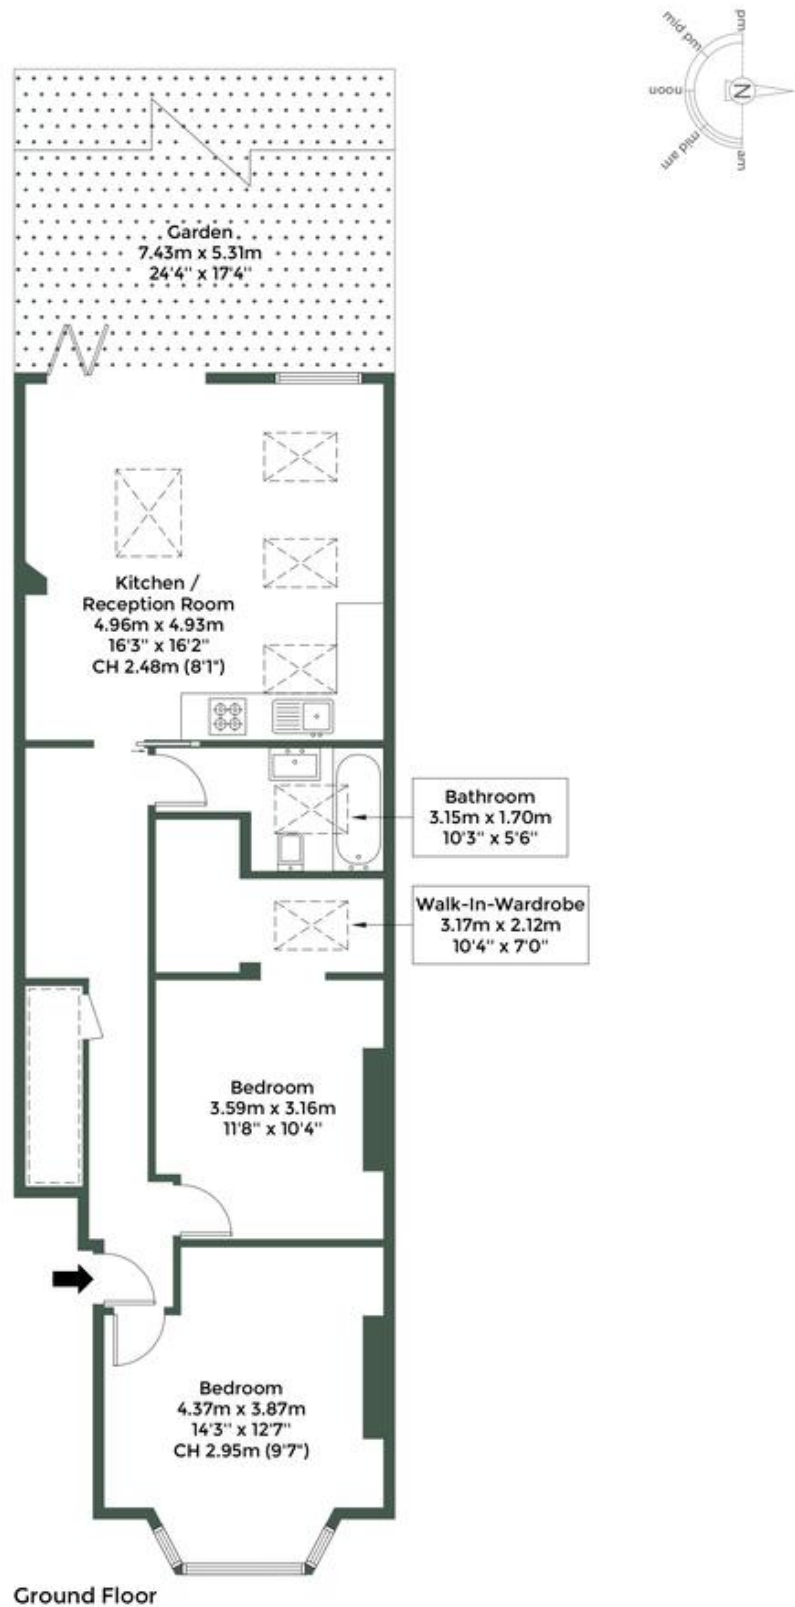 pm
mid pm
noon
N
mid am
am
Garden
7.43m x 5.31m
24'4" x 17'4"
Kitchen /
Reception Room
4.96m x 4.93m
16'3" x 16'2"
CH 2.48m (8'1")
Bathroom
3.15m x 1.70m
10'3" x 5'6"
Walk-In-Wardrobe
3.17m x 2.12m
10'4" x 7'0"
Bedroom
3.59m x 3.16m
11'8" x 10'4"
Bedroom
4.37m x 3.87m
14'3" x 12'7"
CH 2.95m (9'7")
Ground Floor